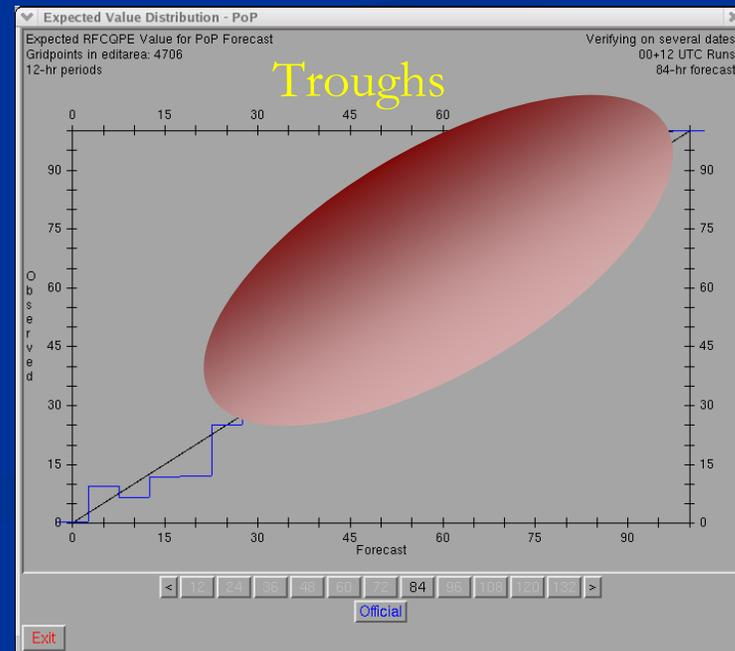 Expected Value Distribution - PoP
Expected RFCQPE Value for PoP Forecast
Gridpoints in editarea: 4706
12-hr periods
Verifying on several dates
00+12 UTC Runs
84-hr forecast
Troughs
0 15 30 45 60
90 90
75 75
60 60
45 45
30 30
15 15
0 0
Observed
0 15 30 45 60 75 90
Forecast
< 12 24 36 48 60 72 84 96 108 120 132 >
Official
Exit